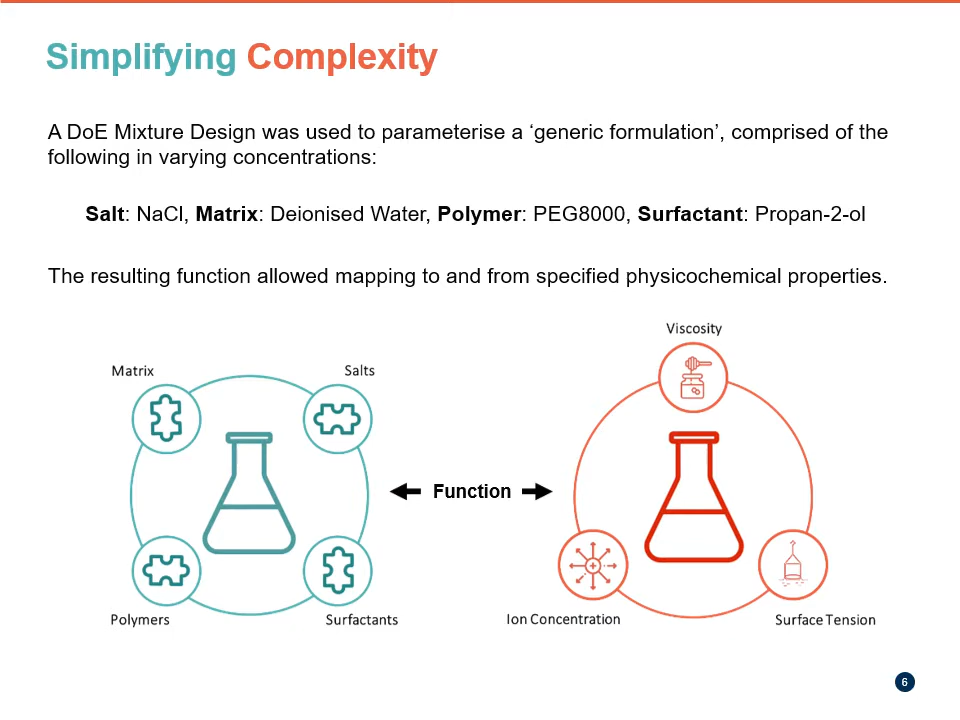 Simplifying Complexity
A DoE Mixture Design was used to parameterise a ‘generic formulation’, comprised of the
following in varying concentrations:
Salt: NaCl, Matrix: Deionised Water, Polymer: PEG8000, Surfactant: Propan-2-ol
The resulting function allowed mapping to and from specified physicochemical properties.
Matrix
Salts
Polymers
Surfactants
Function
Viscosity
Ion Concentration
Surface Tension
6